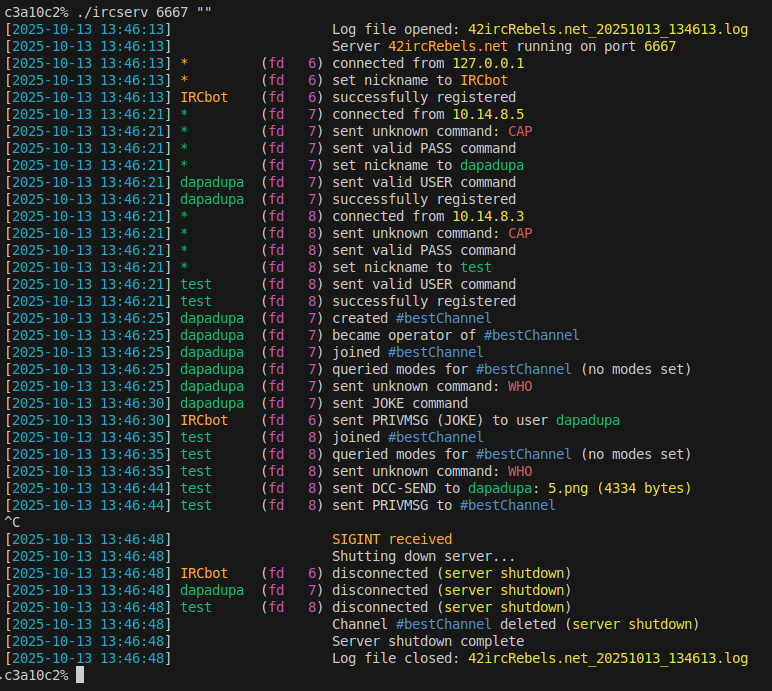 c3a10c2% ./ircserv 6667 ""
[2025-10-13 13:46:13]                    Log file opened: 42ircRebels.net_20251013_134613.log
[2025-10-13 13:46:13]                    Server 42ircRebels.net running on port 6667
[2025-10-13 13:46:13] *         (fd   6) connected from 127.0.0.1
[2025-10-13 13:46:13] *         (fd   6) set nickname to IRCbot
[2025-10-13 13:46:13] IRCbot    (fd   6) successfully registered
[2025-10-13 13:46:21] *         (fd   7) connected from 10.14.8.5
[2025-10-13 13:46:21] *         (fd   7) sent unknown command: CAP
[2025-10-13 13:46:21] *         (fd   7) sent valid PASS command
[2025-10-13 13:46:21] *         (fd   7) set nickname to dapadupa
[2025-10-13 13:46:21] dapadupa  (fd   7) sent valid USER command
[2025-10-13 13:46:21] dapadupa  (fd   7) successfully registered
[2025-10-13 13:46:21] *         (fd   8) connected from 10.14.8.3
[2025-10-13 13:46:21] *         (fd   8) sent unknown command: CAP
[2025-10-13 13:46:21] *         (fd   8) sent valid PASS command
[2025-10-13 13:46:21] *         (fd   8) set nickname to test
[2025-10-13 13:46:21] test      (fd   8) sent valid USER command
[2025-10-13 13:46:21] test      (fd   8) successfully registered
[2025-10-13 13:46:25] dapadupa  (fd   7) created #bestChannel
[2025-10-13 13:46:25] dapadupa  (fd   7) became operator of #bestChannel
[2025-10-13 13:46:25] dapadupa  (fd   7) joined #bestChannel
[2025-10-13 13:46:25] dapadupa  (fd   7) queried modes for #bestChannel (no modes set)
[2025-10-13 13:46:25] dapadupa  (fd   7) sent unknown command: WHO
[2025-10-13 13:46:30] dapadupa  (fd   7) sent JOKE command
[2025-10-13 13:46:30] IRCbot    (fd   6) sent PRIVMSG (JOKE) to user dapadupa
[2025-10-13 13:46:35] test      (fd   8) joined #bestChannel
[2025-10-13 13:46:35] test      (fd   8) queried modes for #bestChannel (no modes set)
[2025-10-13 13:46:35] test      (fd   8) sent unknown command: WHO
[2025-10-13 13:46:44] test      (fd   8) sent DCC-SEND to dapadupa: 5.png (4334 bytes)
[2025-10-13 13:46:44] test      (fd   8) sent PRIVMSG to #bestChannel
^C
[2025-10-13 13:46:48]                    SIGINT received
[2025-10-13 13:46:48]                    Shutting down server...
[2025-10-13 13:46:48] IRCbot    (fd   6) disconnected (server shutdown)
[2025-10-13 13:46:48] dapadupa  (fd   7) disconnected (server shutdown)
[2025-10-13 13:46:48] test      (fd   8) disconnected (server shutdown)
[2025-10-13 13:46:48]                    Channel #bestChannel deleted (server shutdown)
[2025-10-13 13:46:48]                    Server shutdown complete
[2025-10-13 13:46:48]                    Log file closed: 42ircRebels.net_20251013_134613.log
c3a10c2%